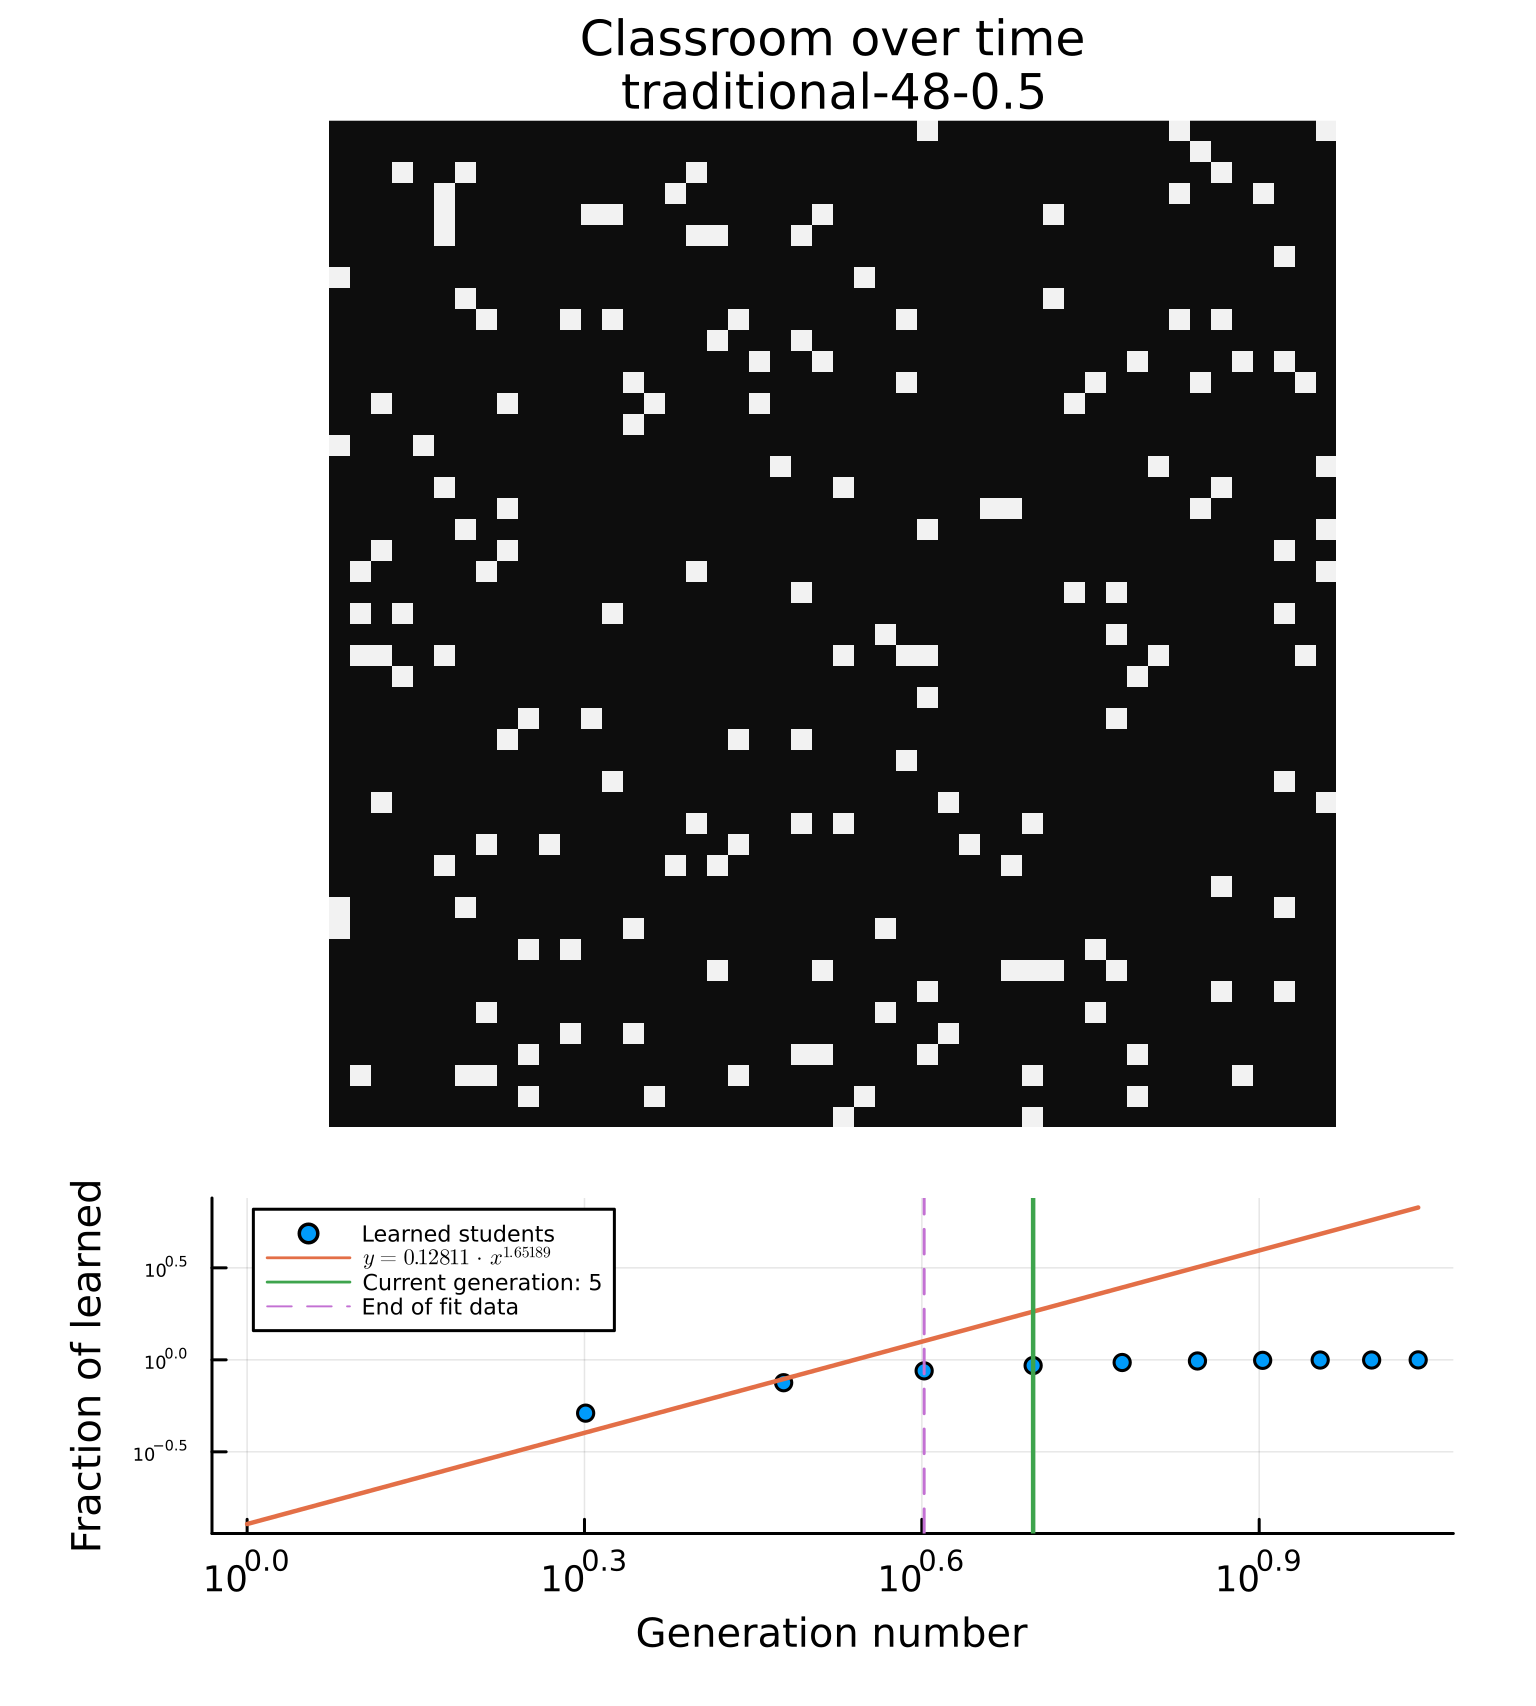 Classroom over time
traditional-48-0.5
Fraction of learned
10^0.5
10^0.0
10^−0.5
Learned students
y = 0.12811 · x^1.65189
Current generation: 5
End of fit data
10^0.0
10^0.3
10^0.6
10^0.9
Generation number